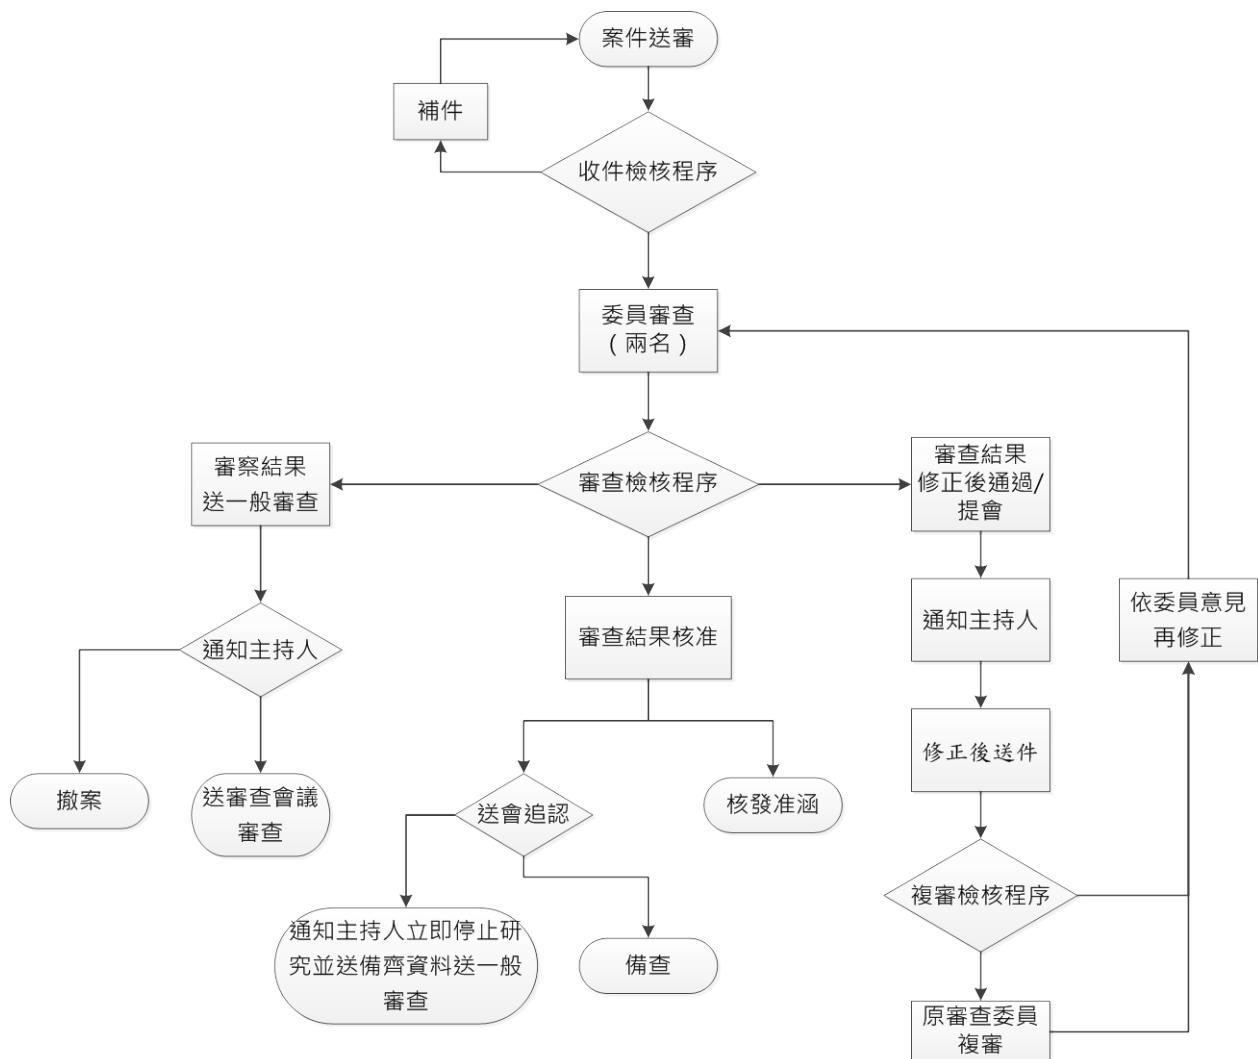 案件送審
補件
收件檢核程序
委員審查
(兩名)
審察結果
送一般審查
審查檢核程序
審查結果
修正後通過/
提會
通知主持人
審查結果核准
通知主持人
依委員意見
再修正
修正後送件
撤案
送審查會議
審查
送會追認
核發准涵
複審檢核程序
通知主持人立即停止研
究並送備齊資料送一般
審查
備查
原審查委員
複審